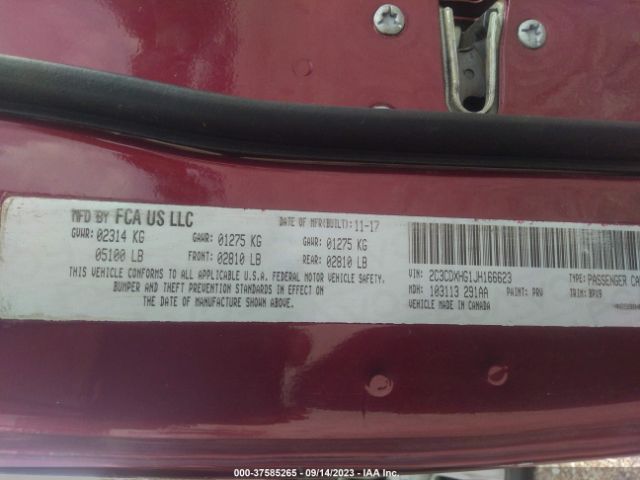 MFD BY FCA US LLC DATE OF MFR(BUILT): 11-17
GVWR: 02314 KG GAWR: 01275 KG GAWR: 01275 KG
05100 LB FRONT: 02810 LB REAR: 02810 LB
THIS VEHICLE CONFORMS TO ALL APPLICABLE U.S.A. FEDERAL MOTOR VEHICLE SAFETY,
BUMPER AND THEFT PREVENTION STANDARDS IN EFFECT ON
THE DATE OF MANUFACTURE SHOWN ABOVE.
VIN: 2C3CDXHG1JH166623 TYPE: PASSENGER CA
MDH: 103113 291AA PAINT: PRV TRIM: BPX9
VEHICLE MADE IN CANADA
000-37585265 - 09/14/2023 - IAA Inc.